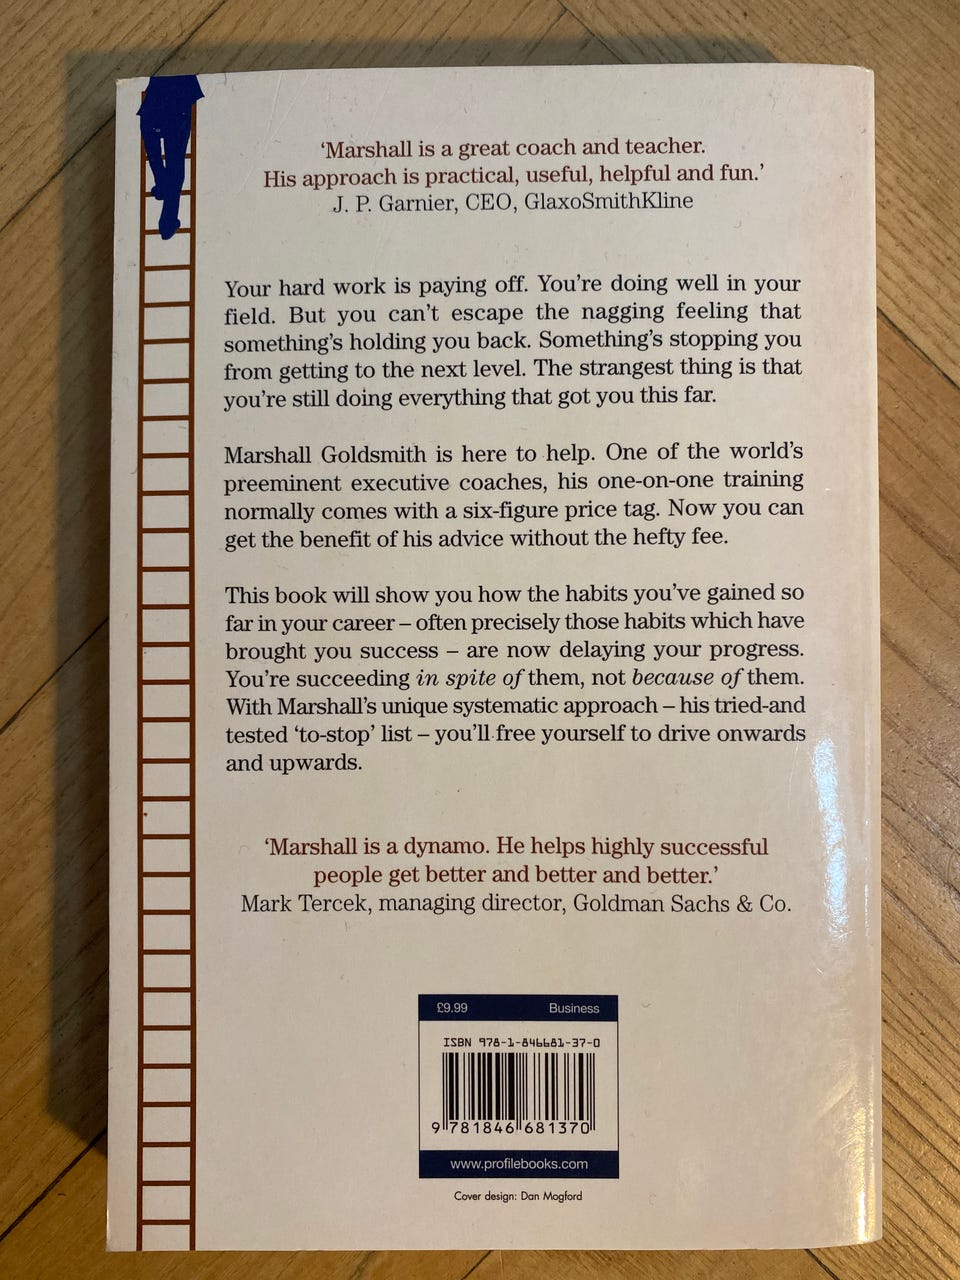 ‘Marshall is a great coach and teacher.
His approach is practical, useful, helpful and fun.’
J. P. Garnier, CEO, GlaxoSmithKline
Your hard work is paying off. You’re doing well in your
field. But you can’t escape the nagging feeling that
something’s holding you back. Something’s stopping you
from getting to the next level. The strangest thing is that
you’re still doing everything that got you this far.
Marshall Goldsmith is here to help. One of the world’s
preeminent executive coaches, his one-on-one training
normally comes with a six-figure price tag. Now you can
get the benefit of his advice without the hefty fee.
This book will show you how the habits you’ve gained so
far in your career – often precisely those habits which have
brought you success – are now delaying your progress.
You’re succeeding in spite of them, not because of them.
With Marshall’s unique systematic approach – his tried-and
tested ‘to-stop’ list – you’ll free yourself to drive onwards
and upwards.
‘Marshall is a dynamo. He helps highly successful
people get better and better and better.’
Mark Tercek, managing director, Goldman Sachs & Co.
£9.99 Business
ISBN 978-1-846681-37-0
9 781846 681370
www.profilebooks.com
Cover design: Dan Mogford